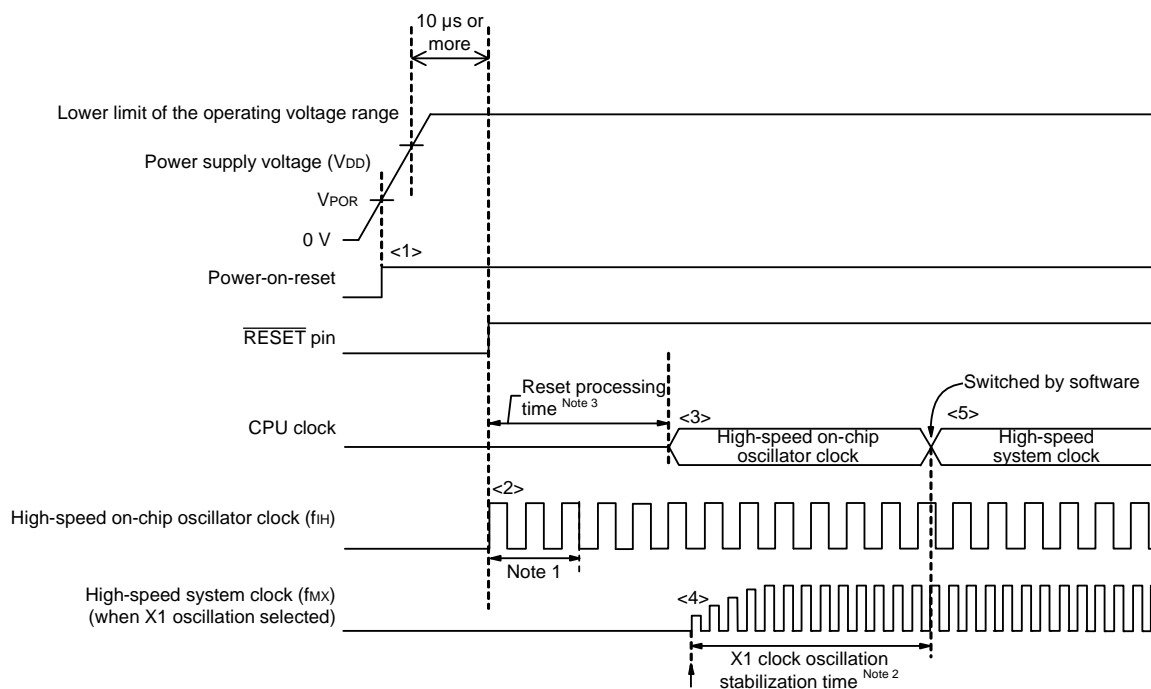 10 μs or
more
Lower limit of the operating voltage range
Power supply voltage (VDD)
VPOR
0 V
<1>
Power-on-reset
RESET pin
Switched by software
Reset processing
time Note 3
<3>
<5>
CPU clock
High-speed on-chip
oscillator clock
High-speed
system clock
<2>
High-speed on-chip oscillator clock (fIH)
Note 1
High-speed system clock (fMX)
(when X1 oscillation selected)
<4>
X1 clock oscillation
stabilization time Note 2